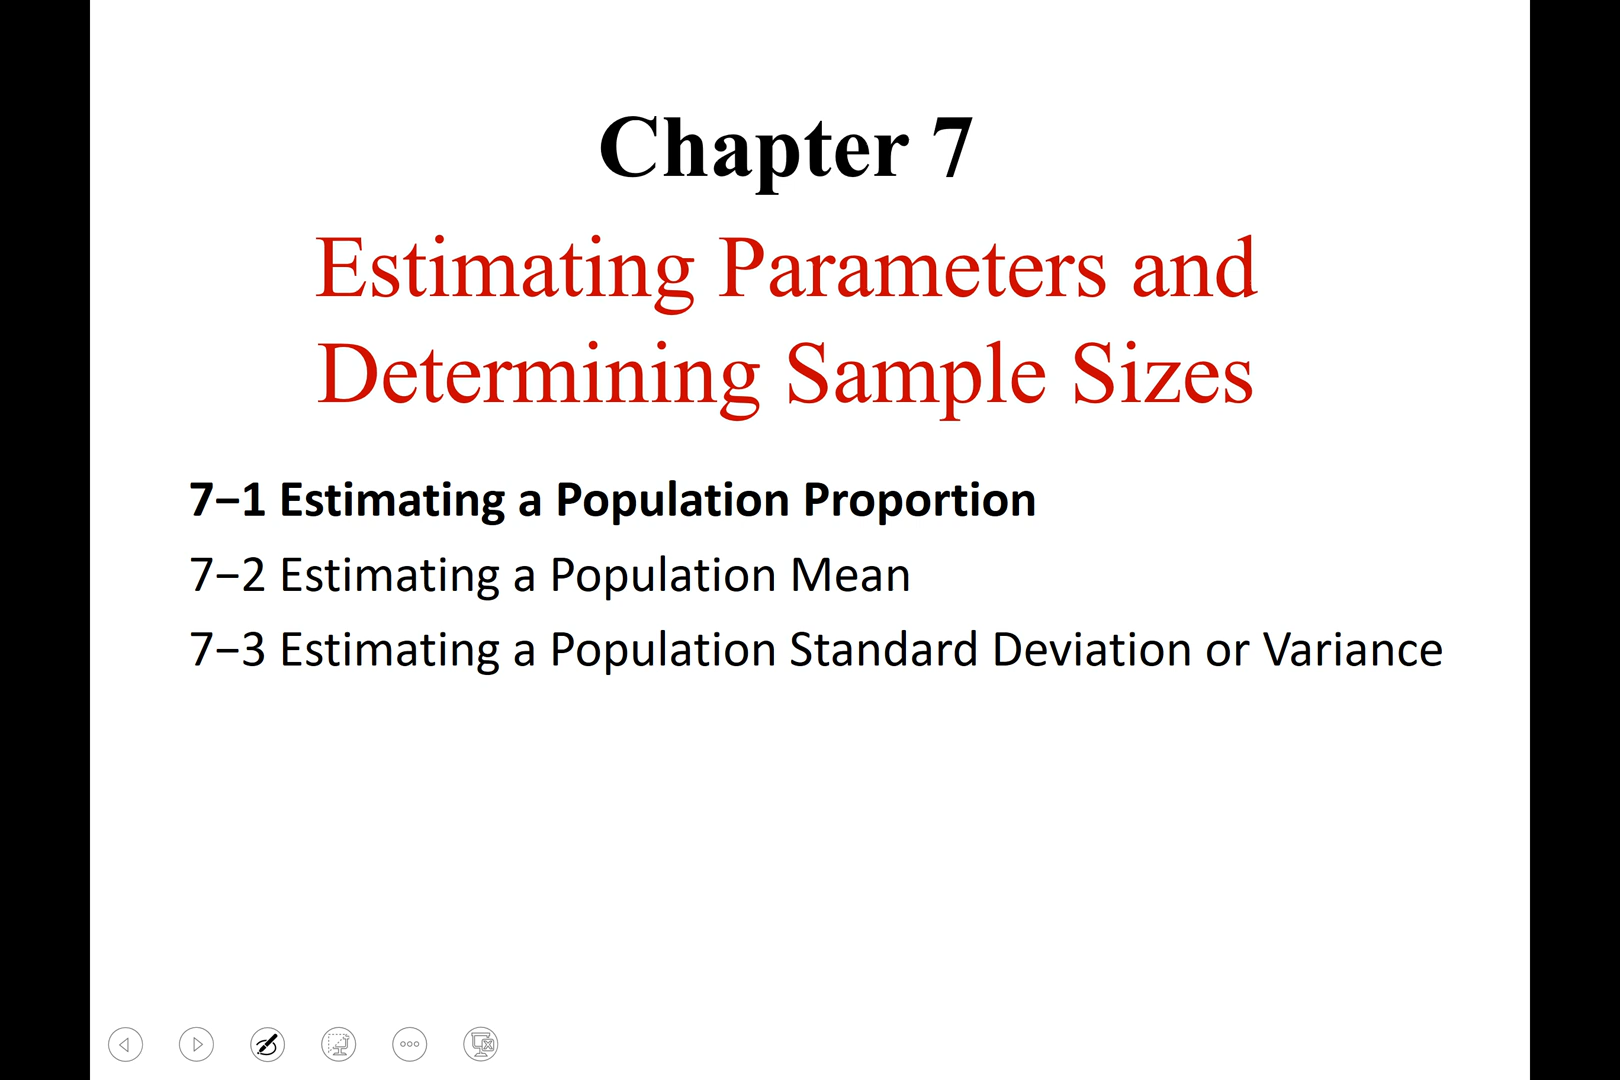 Chapter 7
Estimating Parameters and
Determining Sample Sizes
7−1 Estimating a Population Proportion
7−2 Estimating a Population Mean
7−3 Estimating a Population Standard Deviation or Variance